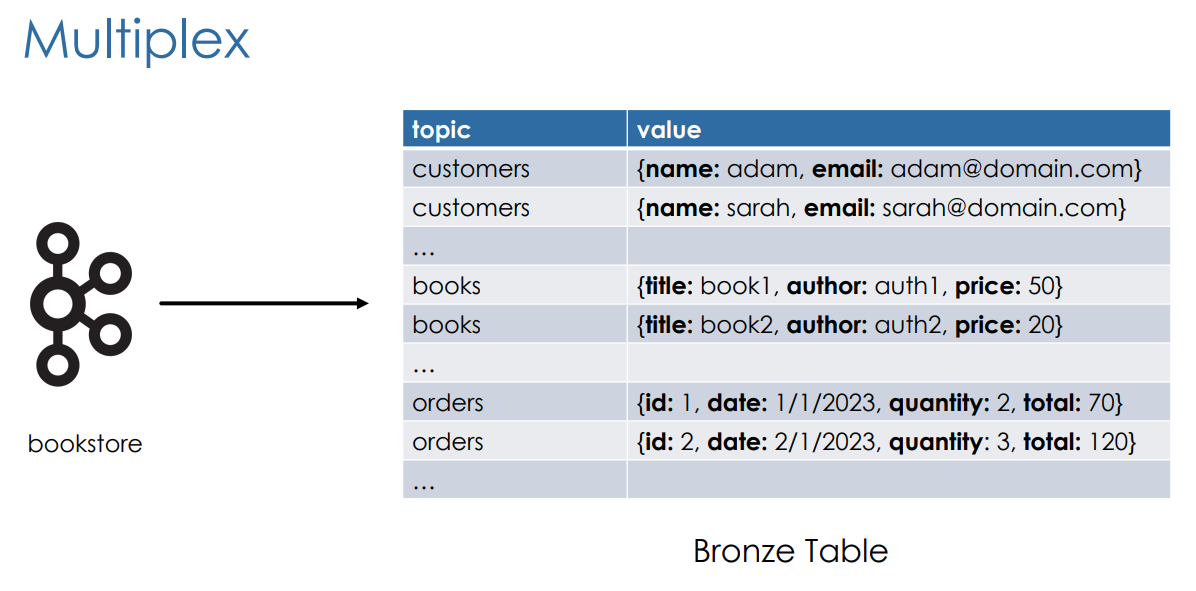 Multiplex
topic value
customers {name: adam, email: adam@domain.com}
customers {name: sarah, email: sarah@domain.com}
…
books {title: book1, author: auth1, price: 50}
books {title: book2, author: auth2, price: 20}
…
orders {id: 1, date: 1/1/2023, quantity: 2, total: 70}
orders {id: 2, date: 2/1/2023, quantity: 3, total: 120}
…
bookstore
Bronze Table